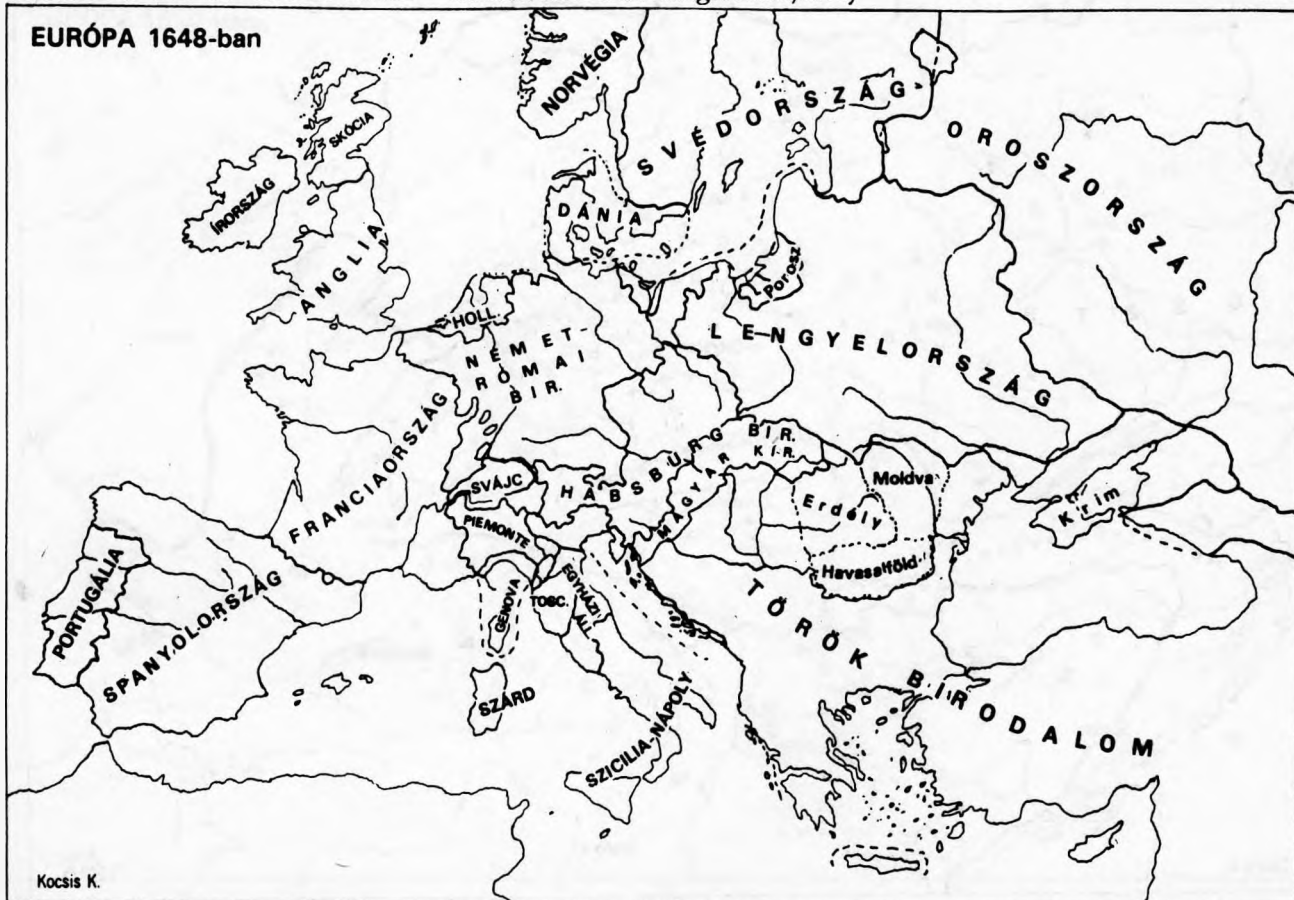 EURÓPA 1648-ban
NORVÉGIA
SVÉDORSZÁG
OROSZORSZÁG
SKÓCIA
ÍRORSZÁG
ANGLIA
DÁNIA
Porosz
HOLL.
LENGYELORSZÁG
NÉMET-
RÓMAI
BIR.
FRANCIAORSZÁG
HABSBURG BIR.
MAGYAR KIR.
SVÁJC
Moldva
Erdély
Krim
PIEMONTE
Havasalföld
PORTUGÁLIA
SPANYOLORSZÁG
GENOVA
TOSC.
EGYHÁZI
ÁLL.
TÖRÖK BIRODALOM
SZÁRD
SZICILIA-NÁPOLY
Kocsis K.